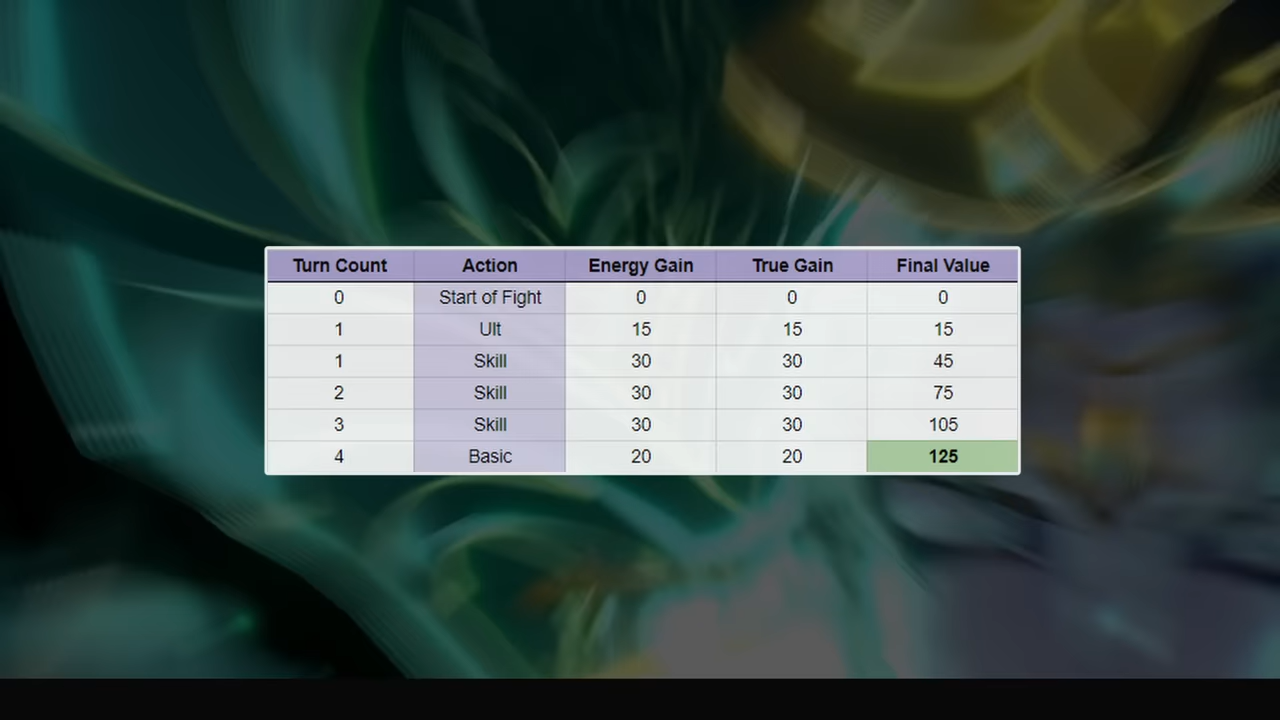 Turn Count Action Energy Gain True Gain Final Value
0 Start of Fight 0 0 0
1 Ult 15 15 15
1 Skill 30 30 45
2 Skill 30 30 75
3 Skill 30 30 105
4 Basic 20 20 125